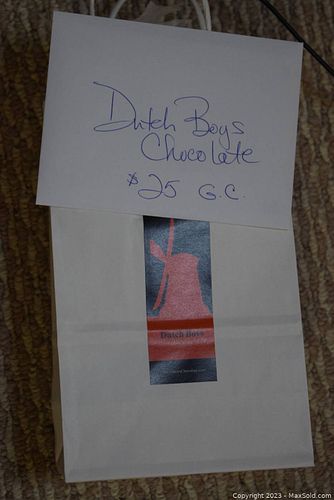 Dutch Boys
Chocolate
$25 G.C.
Dutch Boys
Copyright 2023 - MaxSold.com